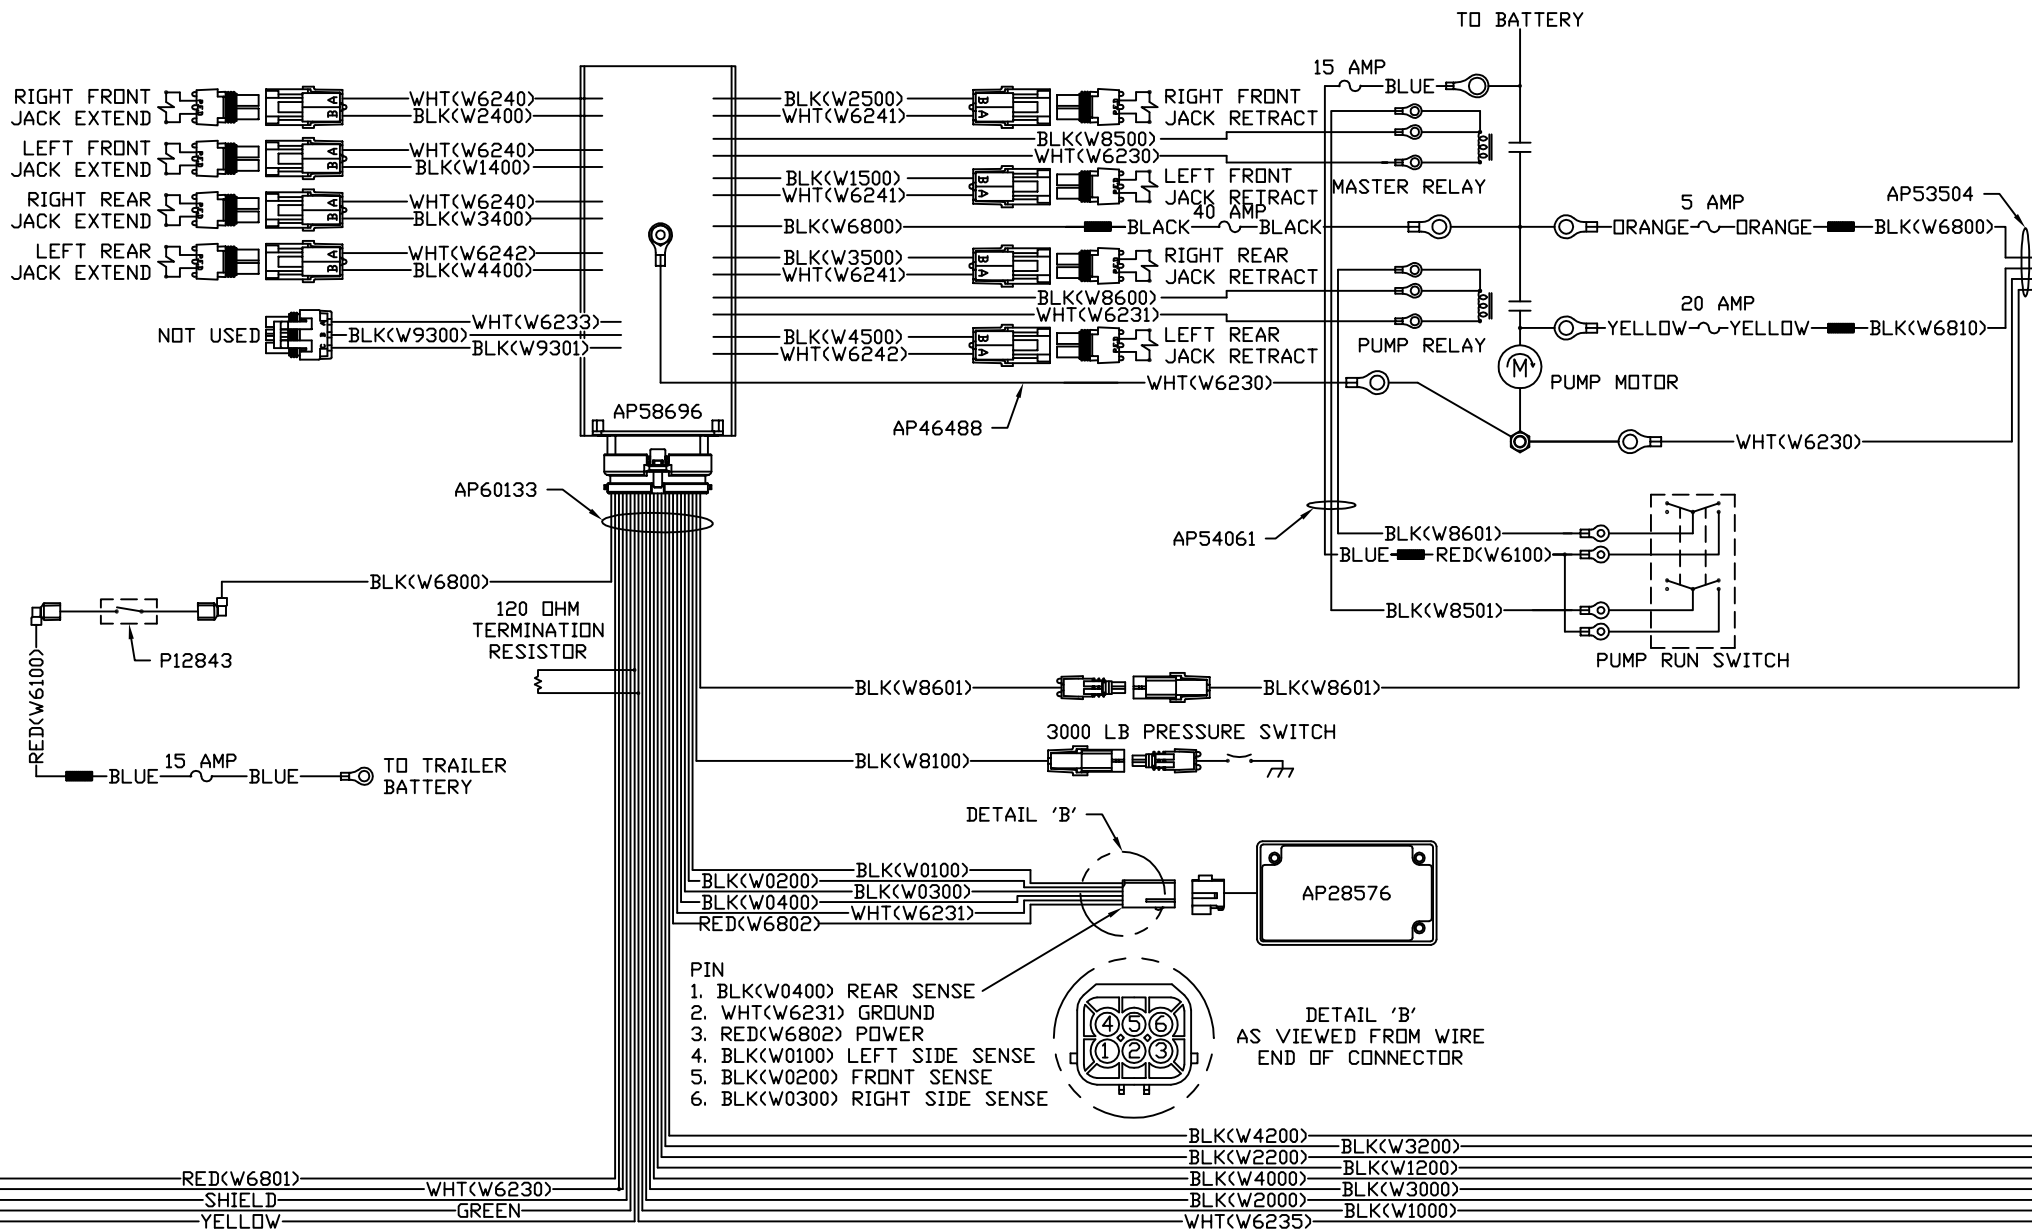 TO BATTERY
15 AMP
BLUE
RIGHT FRONT
JACK EXTEND
A
B
WHT(W6240)
BLK(W2400)
LEFT FRONT
JACK EXTEND
A
B
WHT(W6240)
BLK(W1400)
RIGHT REAR
JACK EXTEND
A
B
WHT(W6240)
BLK(W3400)
LEFT REAR
JACK EXTEND
A
B
WHT(W6242)
BLK(W4400)
NOT USED
WHT(W6233)
BLK(W9300)
BLK(W9301)
AP58696
BLK(W2500)
WHT(W6241)
B
A
RIGHT FRONT
JACK RETRACT
BLK(W8500)
WHT(W6230)
BLK(W1500)
WHT(W6241)
B
A
LEFT FRONT
JACK RETRACT
MASTER RELAY
BLK(W6800)
BLACK
40 AMP
BLACK
BLK(W3500)
WHT(W6241)
B
A
RIGHT REAR
JACK RETRACT
BLK(W8600)
WHT(W6231)
BLK(W4500)
WHT(W6242)
B
A
LEFT REAR
JACK RETRACT
PUMP RELAY
5 AMP
ORANGE
ORANGE
BLK(W6800)
AP53504
20 AMP
YELLOW
YELLOW
BLK(W6810)
M
PUMP MOTOR
WHT(W6230)
AP46488
WHT(W6230)
AP60133
AP54061
BLK(W8601)
BLUE
RED(W6100)
BLK(W8501)
PUMP RUN SWITCH
BLK(W6800)
P12843
RED(W6100)
120 OHM
TERMINATION
RESISTOR
15 AMP
BLUE
BLUE
TO TRAILER
BATTERY
BLK(W8601)
BLK(W8601)
3000 LB PRESSURE SWITCH
BLK(W8100)
DETAIL 'B'
BLK(W0100)
BLK(W0200)
BLK(W0300)
BLK(W0400)
WHT(W6231)
RED(W6802)
AP28576
PIN
1. BLK(W0400) REAR SENSE
2. WHT(W6231) GROUND
3. RED(W6802) POWER
4. BLK(W0100) LEFT SIDE SENSE
5. BLK(W0200) FRONT SENSE
6. BLK(W0300) RIGHT SIDE SENSE
4 5 6
1 2 3
DETAIL 'B'
AS VIEWED FROM WIRE
END OF CONNECTOR
BLK(W4200)
BLK(W3200)
BLK(W2200)
BLK(W1200)
BLK(W4000)
BLK(W3000)
BLK(W2000)
BLK(W1000)
WHT(W6235)
RED(W6801)
WHT(W6230)
SHIELD
GREEN
YELLOW